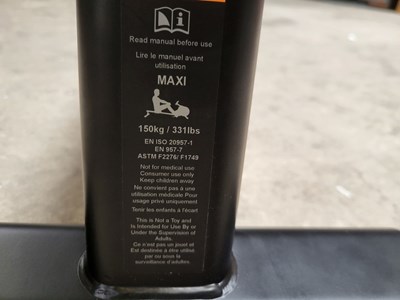 Read manual before use
Lire le manuel avant
utilisation
MAXI
150kg / 331lbs
EN ISO 20957-1
EN 957-7
ASTM F2276/ F1749
Not for medical use
Consumer use only
Keep children away
Ne convient pas à une
utilisation médicale Pour
usage privé uniquement
Tenir les enfants à l'écart
This is Not a Toy and
Is Intended for Use By or
Under the Supervision of
Adults.
Ce n'est pas un jouet et
Est destinée à être utilisé
par ou sous la
surveillance d'adultes.